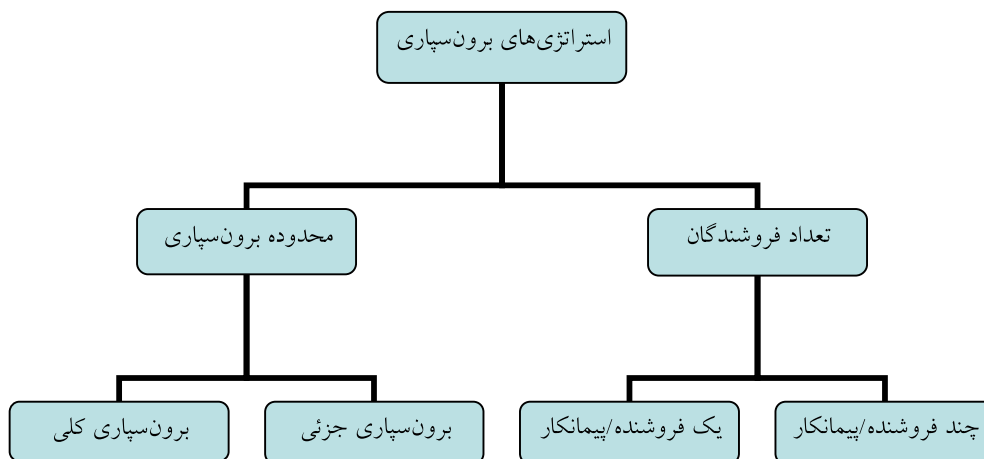 استراتژی‌های برون‌سپاری
تعداد فروشندگان
محدوده برون‌سپاری
چند فروشنده/پیمانکار
یک فروشنده/پیمانکار
برون‌سپاری جزئی
برون‌سپاری کلی